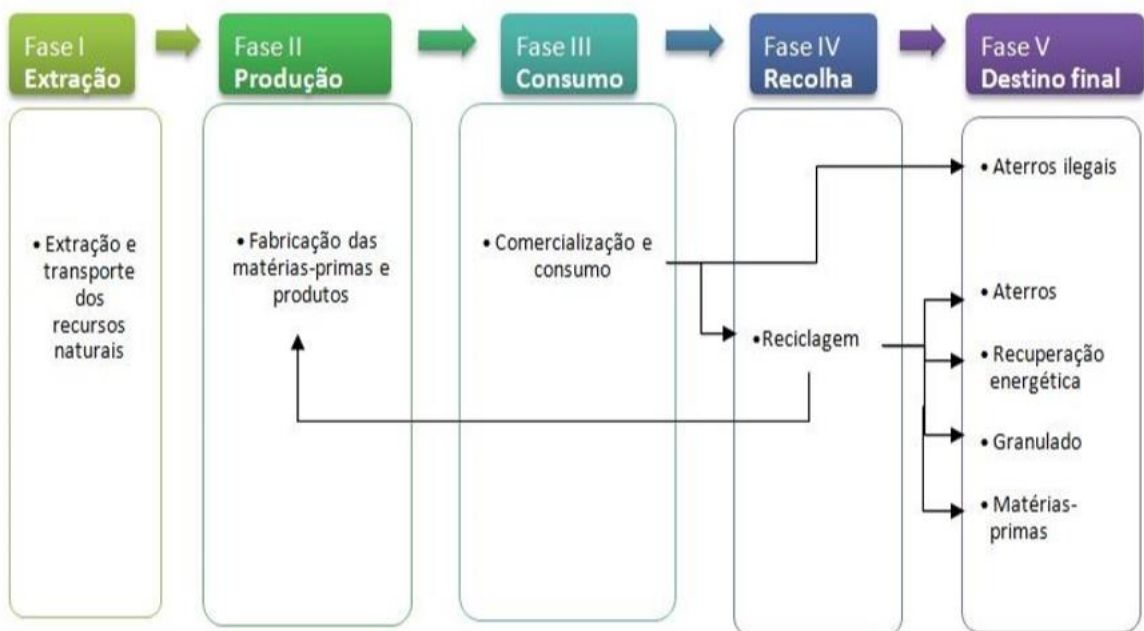 Fase I
Extração
Fase II
Produção
Fase III
Consumo
Fase IV
Recolha
Fase V
Destino final
• Extração e
transporte
dos
recursos
naturais
• Fabricação das
matérias-primas e
produtos
• Comercialização e
consumo
• Reciclagem
• Aterros ilegais
• Aterros
• Recuperação
energética
• Granulado
• Matérias-
primas